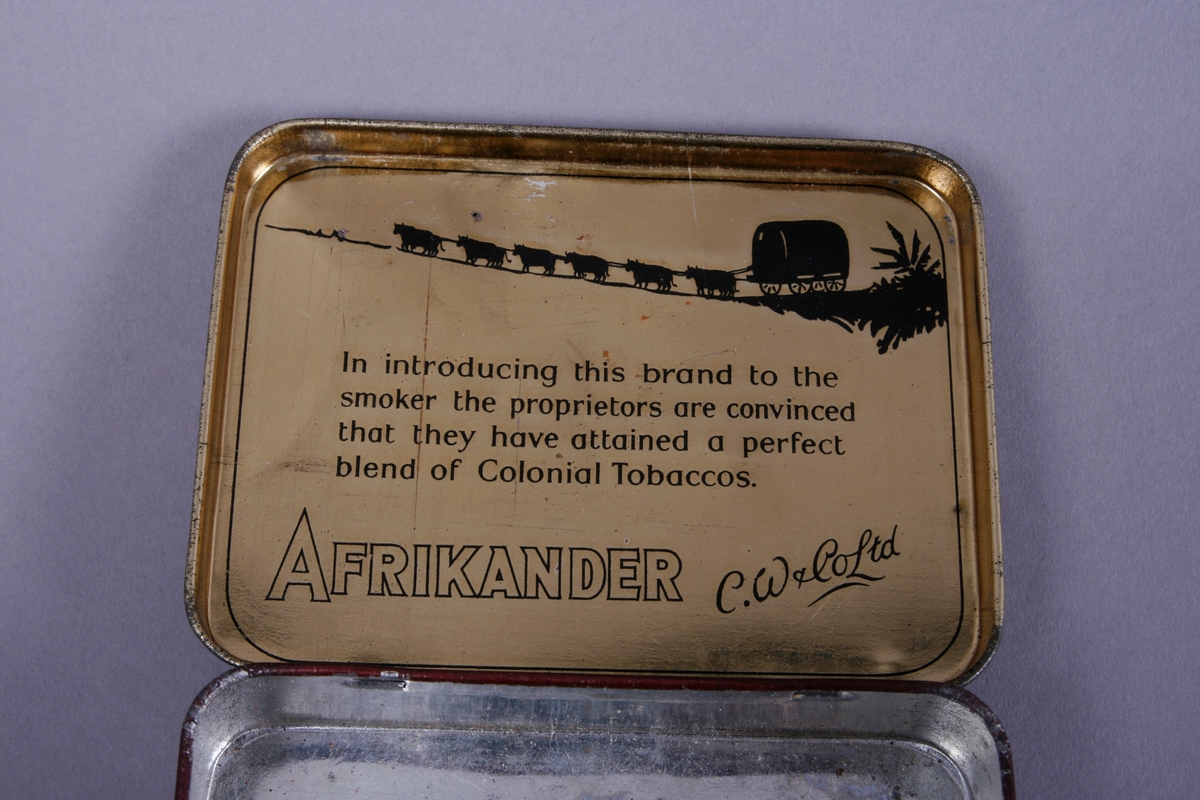 In introducing this brand to the
smoker the proprietors are convinced
that they have attained a perfect
blend of Colonial Tobaccos.
AFRIKANDER C.W & Co Ltd